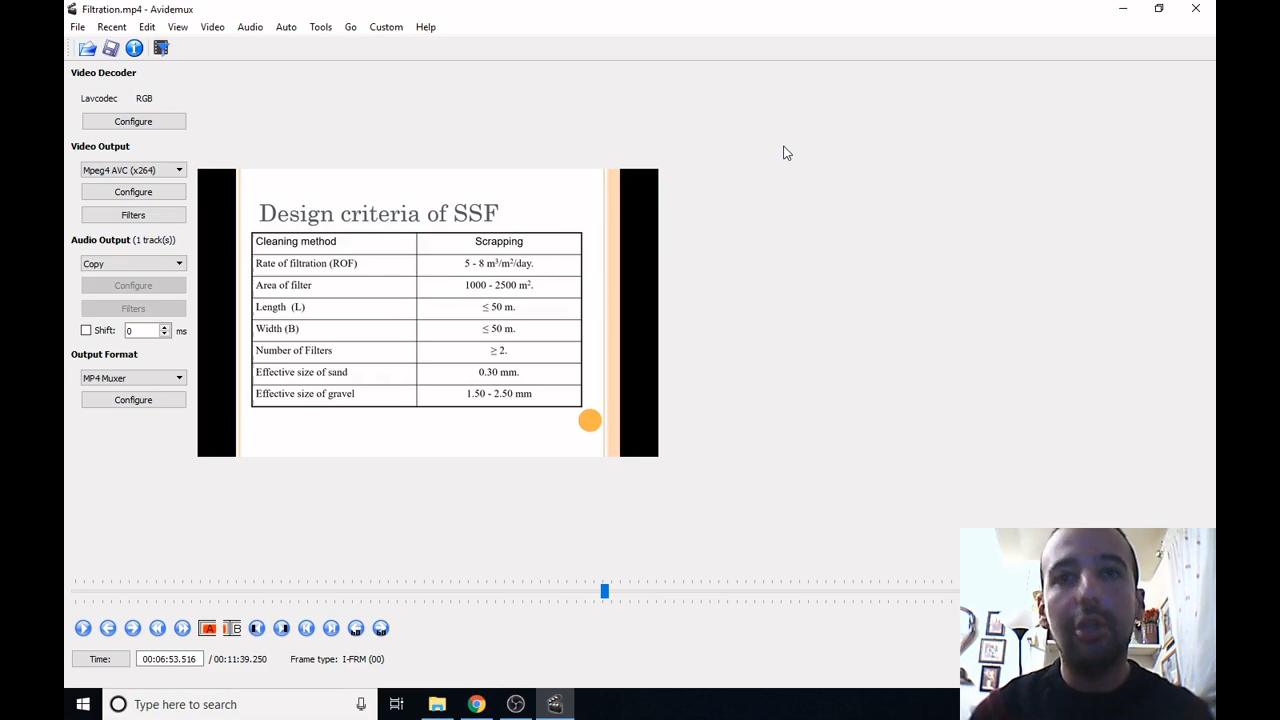 Filtration.mp4 - Avidemux
File Recent Edit View Video Audio Auto Tools Go Custom Help
Video Decoder
Lavcodec RGB
Configure
Video Output
Mpeg4 AVC (x264)
Configure
Filters
Audio Output (1 track(s))
Copy
Configure
Filters
Shift: 0 ms
Output Format
MP4 Muxer
Configure
Design criteria of SSF
Cleaning method Scrapping
Rate of filtration (ROF) 5 - 8 m³/m²/day.
Area of filter 1000 - 2500 m².
Length (L) ≤ 50 m.
Width (B) ≤ 50 m.
Number of Filters ≥ 2.
Effective size of sand 0.30 mm.
Effective size of gravel 1.50 - 2.50 mm
A B
60 60
Time: 00:06:53.516 / 00:11:39.250 Frame type: I-FRM (00)
Type here to search